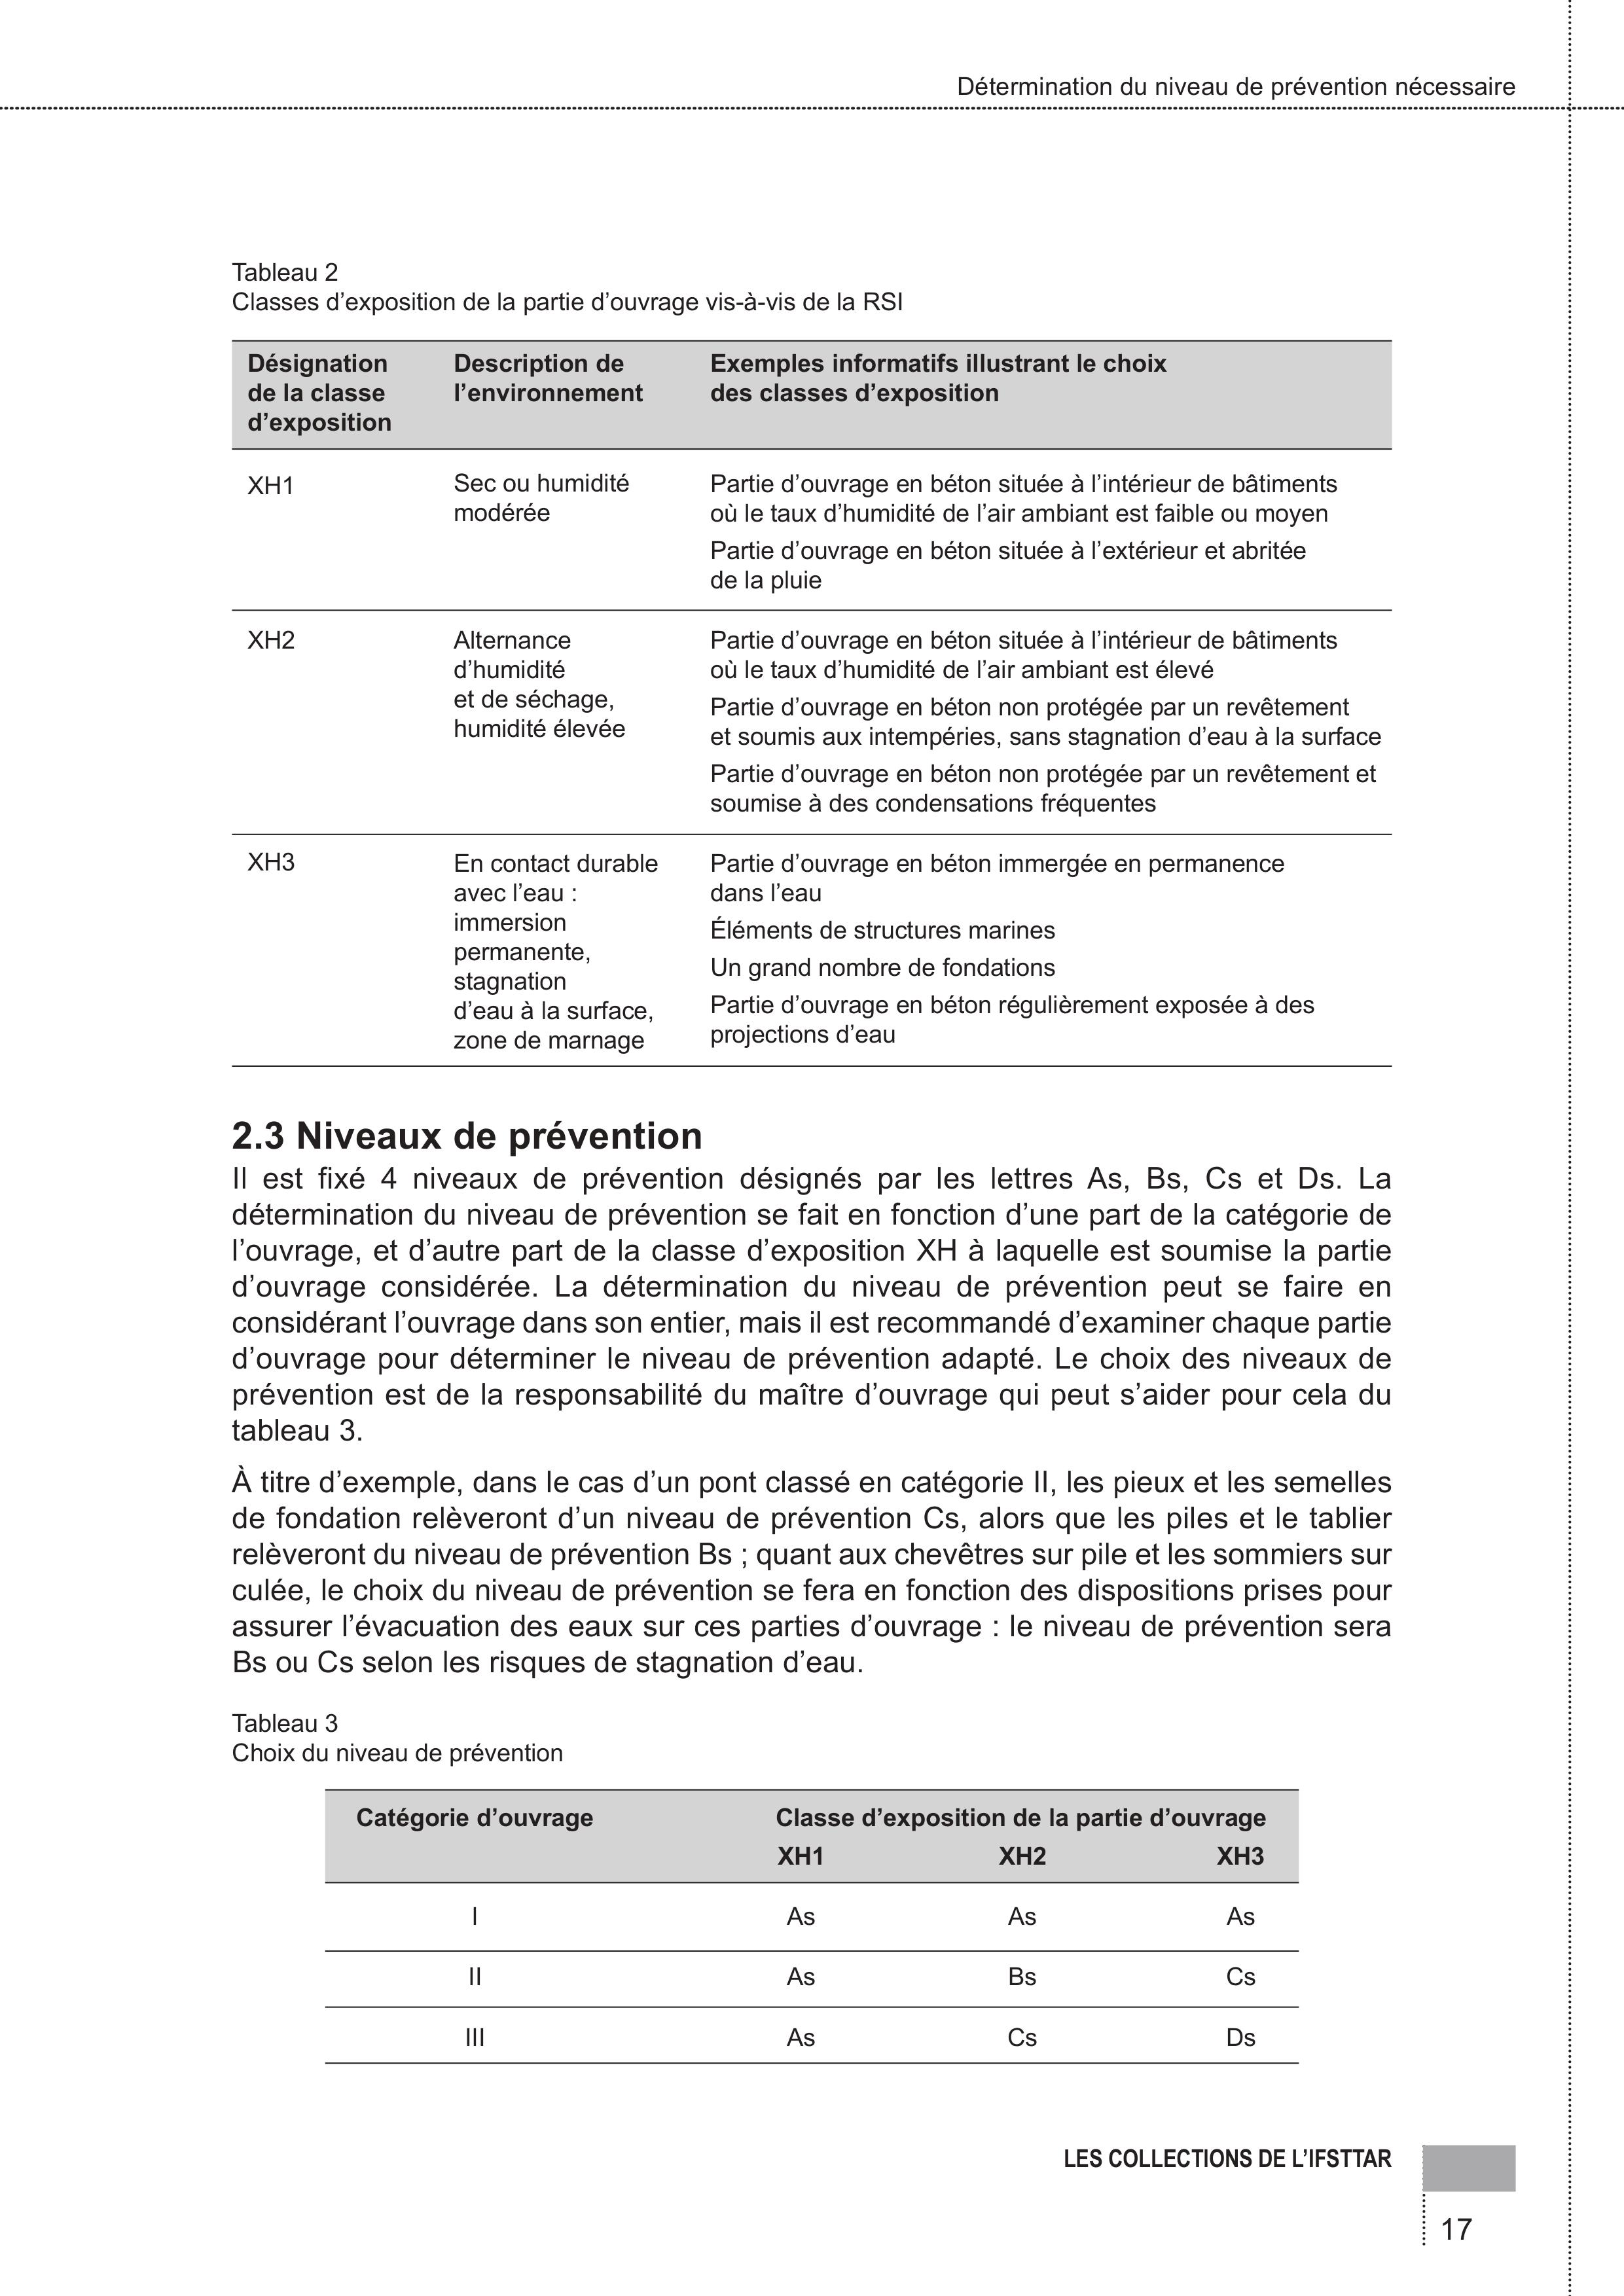 Détermination du niveau de prévention nécessaire
Tableau 2
Classes d’exposition de la partie d’ouvrage vis-à-vis de la RSI
Désignation
de la classe
d’exposition
Description de
l’environnement
Exemples informatifs illustrant le choix
des classes d’exposition
XH1
Sec ou humidité
modérée
Partie d’ouvrage en béton située à l’intérieur de bâtiments
où le taux d’humidité de l’air ambiant est faible ou moyen
Partie d’ouvrage en béton située à l’extérieur et abritée
de la pluie
XH2
Alternance
d’humidité
et de séchage,
humidité élevée
Partie d’ouvrage en béton située à l’intérieur de bâtiments
où le taux d’humidité de l’air ambiant est élevé
Partie d’ouvrage en béton non protégée par un revêtement
et soumis aux intempéries, sans stagnation d’eau à la surface
Partie d’ouvrage en béton non protégée par un revêtement et
soumise à des condensations fréquentes
XH3
En contact durable
avec l’eau :
immersion
permanente,
stagnation
d’eau à la surface,
zone de marnage
Partie d’ouvrage en béton immergée en permanence
dans l’eau
Éléments de structures marines
Un grand nombre de fondations
Partie d’ouvrage en béton régulièrement exposée à des
projections d’eau
2.3 Niveaux de prévention
Il est fixé 4 niveaux de prévention désignés par les lettres As, Bs, Cs et Ds. La
détermination du niveau de prévention se fait en fonction d’une part de la catégorie de
l’ouvrage, et d’autre part de la classe d’exposition XH à laquelle est soumise la partie
d’ouvrage considérée. La détermination du niveau de prévention peut se faire en
considérant l’ouvrage dans son entier, mais il est recommandé d’examiner chaque partie
d’ouvrage pour déterminer le niveau de prévention adapté. Le choix des niveaux de
prévention est de la responsabilité du maître d’ouvrage qui peut s’aider pour cela du
tableau 3.
À titre d’exemple, dans le cas d’un pont classé en catégorie II, les pieux et les semelles
de fondation relèveront d’un niveau de prévention Cs, alors que les piles et le tablier
relèveront du niveau de prévention Bs ; quant aux chevêtres sur pile et les sommiers sur
culée, le choix du niveau de prévention se fera en fonction des dispositions prises pour
assurer l’évacuation des eaux sur ces parties d’ouvrage : le niveau de prévention sera
Bs ou Cs selon les risques de stagnation d’eau.
Tableau 3
Choix du niveau de prévention
Catégorie d’ouvrage Classe d’exposition de la partie d’ouvrage
XH1 XH2 XH3
I As As As
II As Bs Cs
III As Cs Ds
LES COLLECTIONS DE L’IFSTTAR
17